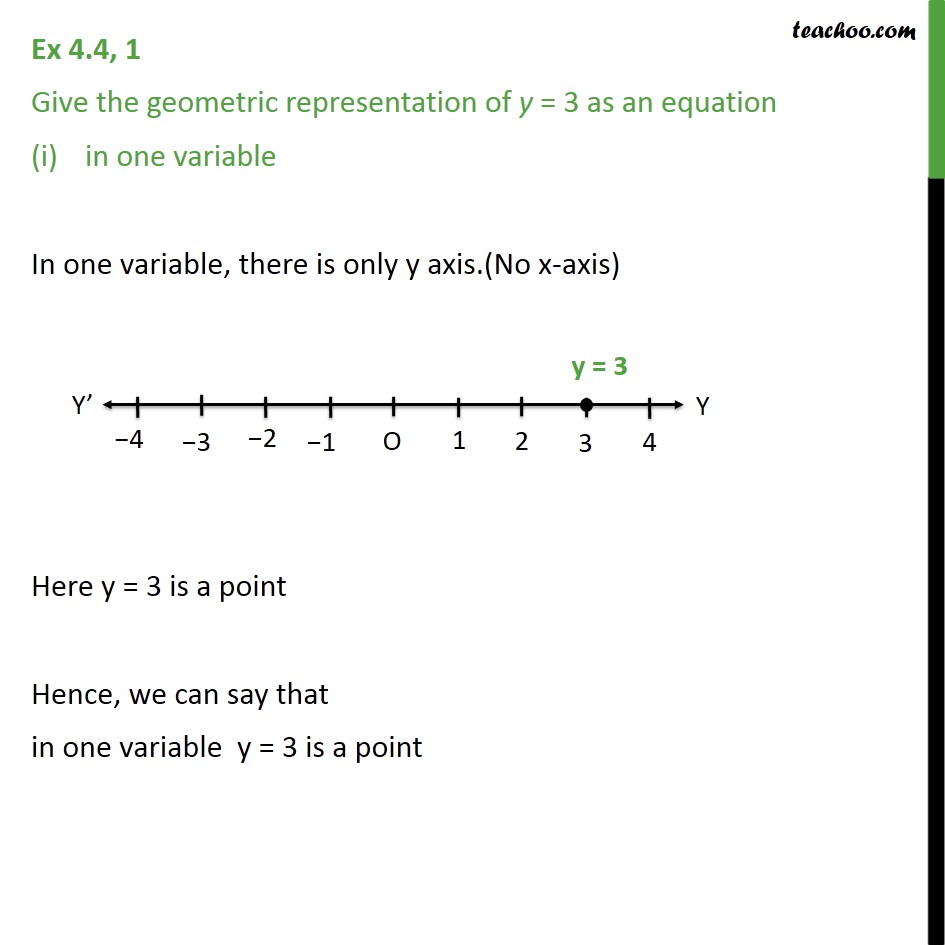 teachoo.com
Ex 4.4, 1
Give the geometric representation of y = 3 as an equation
(i) in one variable
In one variable, there is only y axis.(No x-axis)
y = 3
Y’ Y
−4 −3 −2 −1 O 1 2 3 4
Here y = 3 is a point
Hence, we can say that
in one variable y = 3 is a point